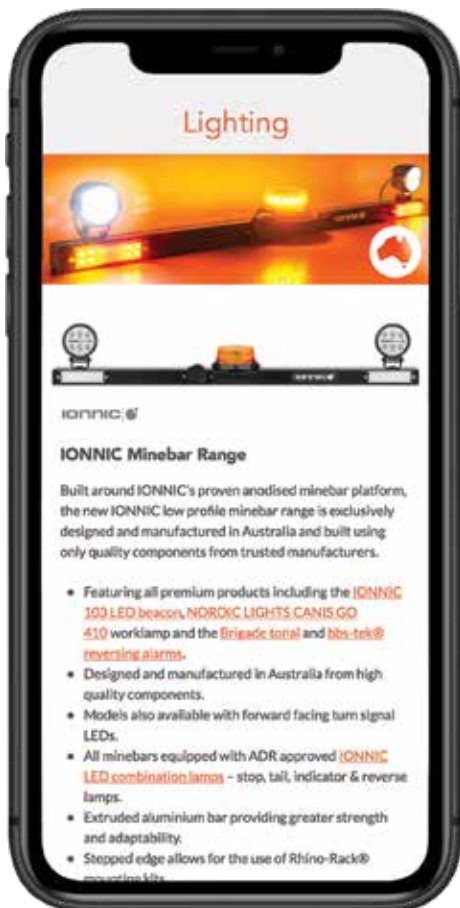 Lighting
IONNIC
IONNIC
IONNIC
IONNIC Minebar Range
Built around IONNIC's proven anodised minebar platform,
the new IONNIC low profile minebar range is exclusively
designed and manufactured in Australia and built using
only quality components from trusted manufacturers.
• Featuring all premium products including the IONNIC
103 LED beacon, NORDIC LIGHTS CANIS GO
410 worklamp and the Brigade tonal and bbs-tek®
reversing alarms.
• Designed and manufactured in Australia from high
quality components.
• Models also available with forward facing turn signal
LEDs.
• All minebars equipped with ADR approved IONNIC
LED combination lamps – stop, tail, indicator & reverse
lamps.
• Extruded aluminium bar providing greater strength
and adaptability.
• Stepped edge allows for the use of Rhino-Rack®
mounting kits